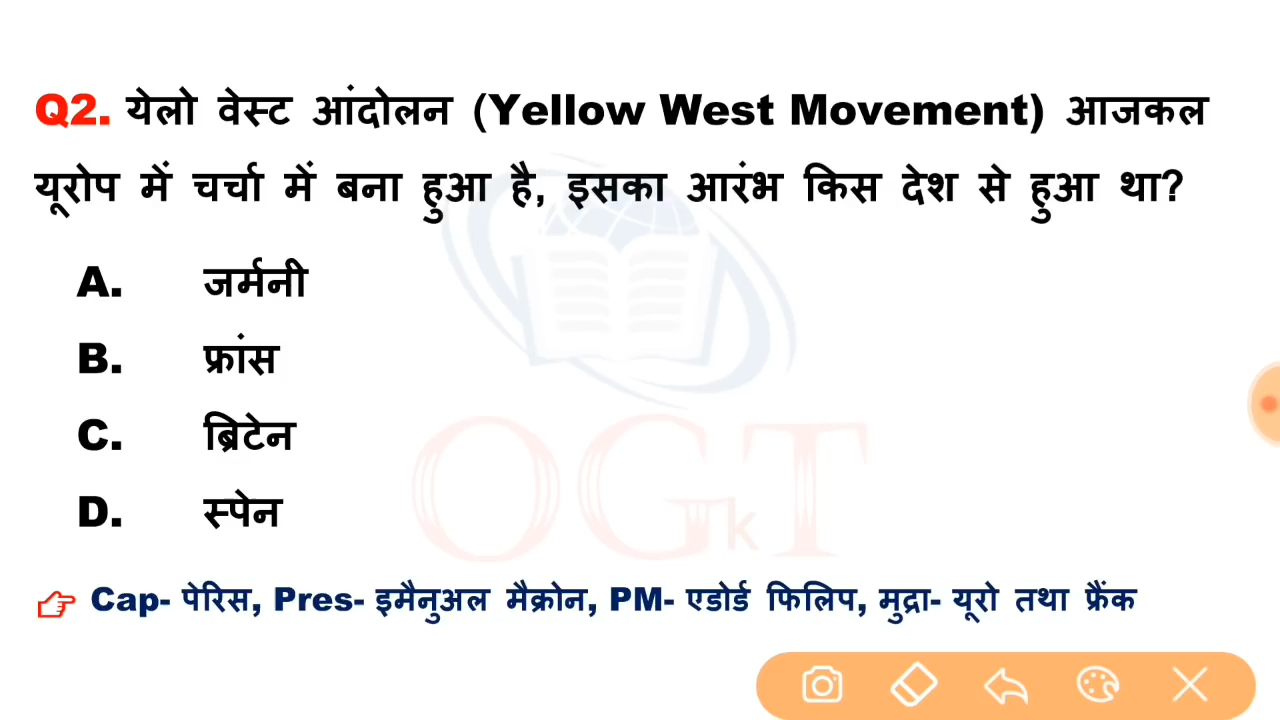 Q2. येलो वेस्ट आंदोलन (Yellow West Movement) आजकल
यूरोप में चर्चा में बना हुआ है, इसका आरंभ किस देश से हुआ था?
A. जर्मनी
B. फ्रांस
C. ब्रिटेन
D. स्पेन
OGkT
Cap- पेरिस, Pres- इमैनुअल मैक्रोन, PM- एडोर्ड फिलिप, मुद्रा- यूरो तथा फ्रैंक